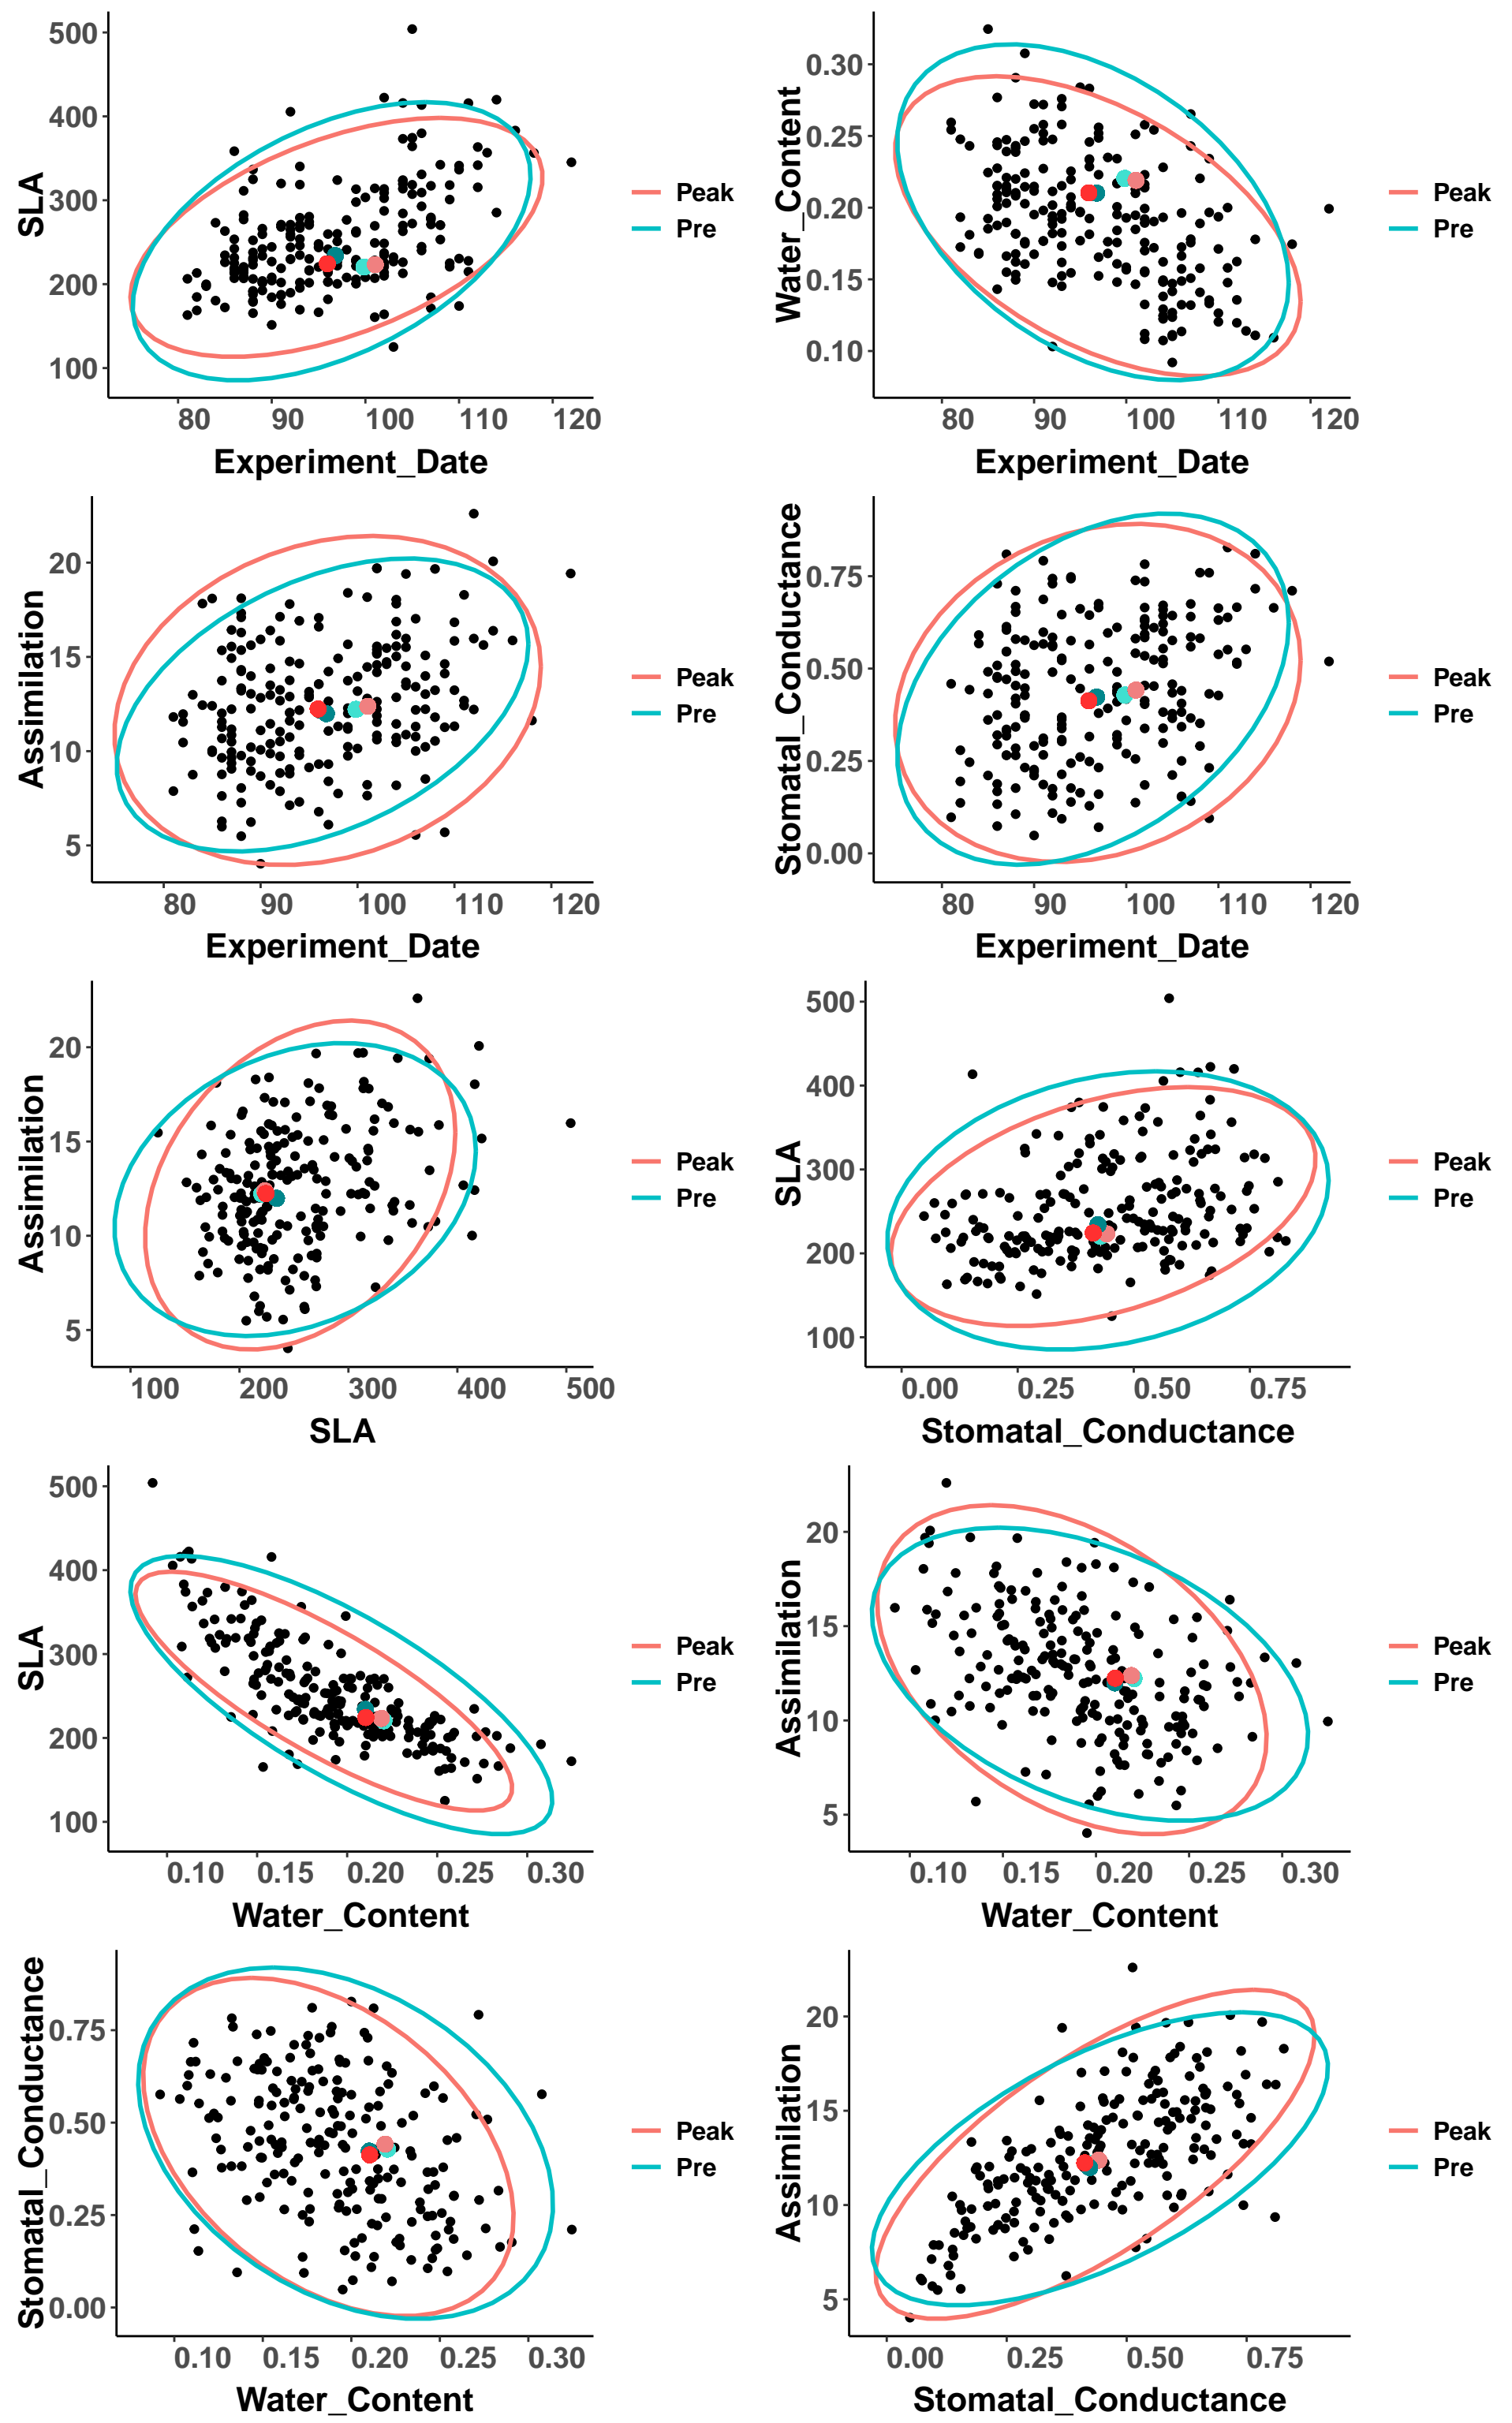 SLA
500
400
300
200
100
80 90 100 110 120
Experiment_Date
Peak
Pre
Water_Content
0.30
0.25
0.20
0.15
0.10
80 90 100 110 120
Experiment_Date
Peak
Pre
Assimilation
20
15
10
5
80 90 100 110 120
Experiment_Date
Peak
Pre
Stomatal_Conductance
0.75
0.50
0.25
0.00
80 90 100 110 120
Experiment_Date
Peak
Pre
Assimilation
20
15
10
5
100 200 300 400 500
SLA
Peak
Pre
SLA
500
400
300
200
100
0.00 0.25 0.50 0.75
Stomatal_Conductance
Peak
Pre
SLA
500
400
300
200
100
0.10 0.15 0.20 0.25 0.30
Water_Content
Peak
Pre
Assimilation
20
15
10
5
0.10 0.15 0.20 0.25 0.30
Water_Content
Peak
Pre
Stomatal_Conductance
0.75
0.50
0.25
0.00
0.10 0.15 0.20 0.25 0.30
Water_Content
Peak
Pre
Assimilation
20
15
10
5
0.00 0.25 0.50 0.75
Stomatal_Conductance
Peak
Pre